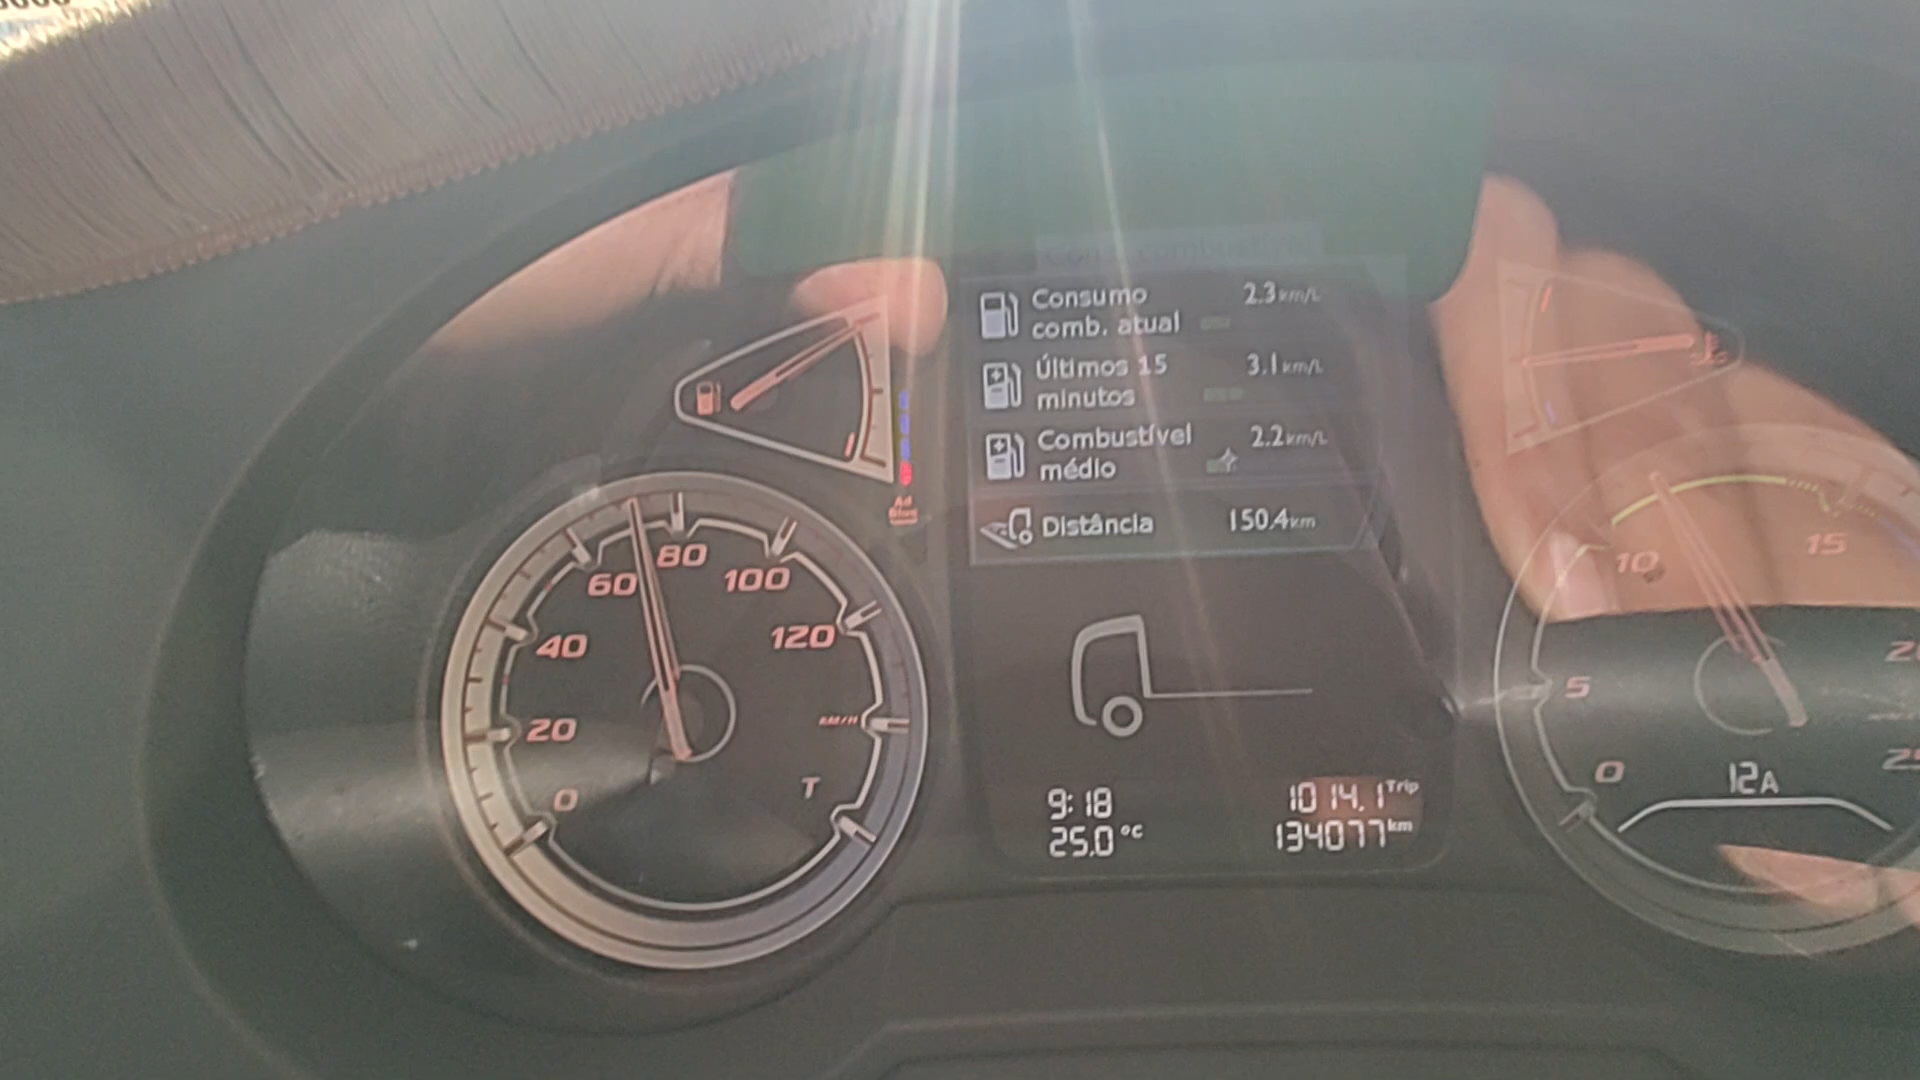 Consumo 2.3 km/L
comb. atual
Últimos 15 3.1 km/L
minutos
Combustível 2.2 km/L
médio
Distância 150.4 km
Ad
Blue
0
20
40
60
80
100
120
KM/H
T
9:18 1014.1 Trip
25.0 °C 134077 km
0
5
10
15
12A